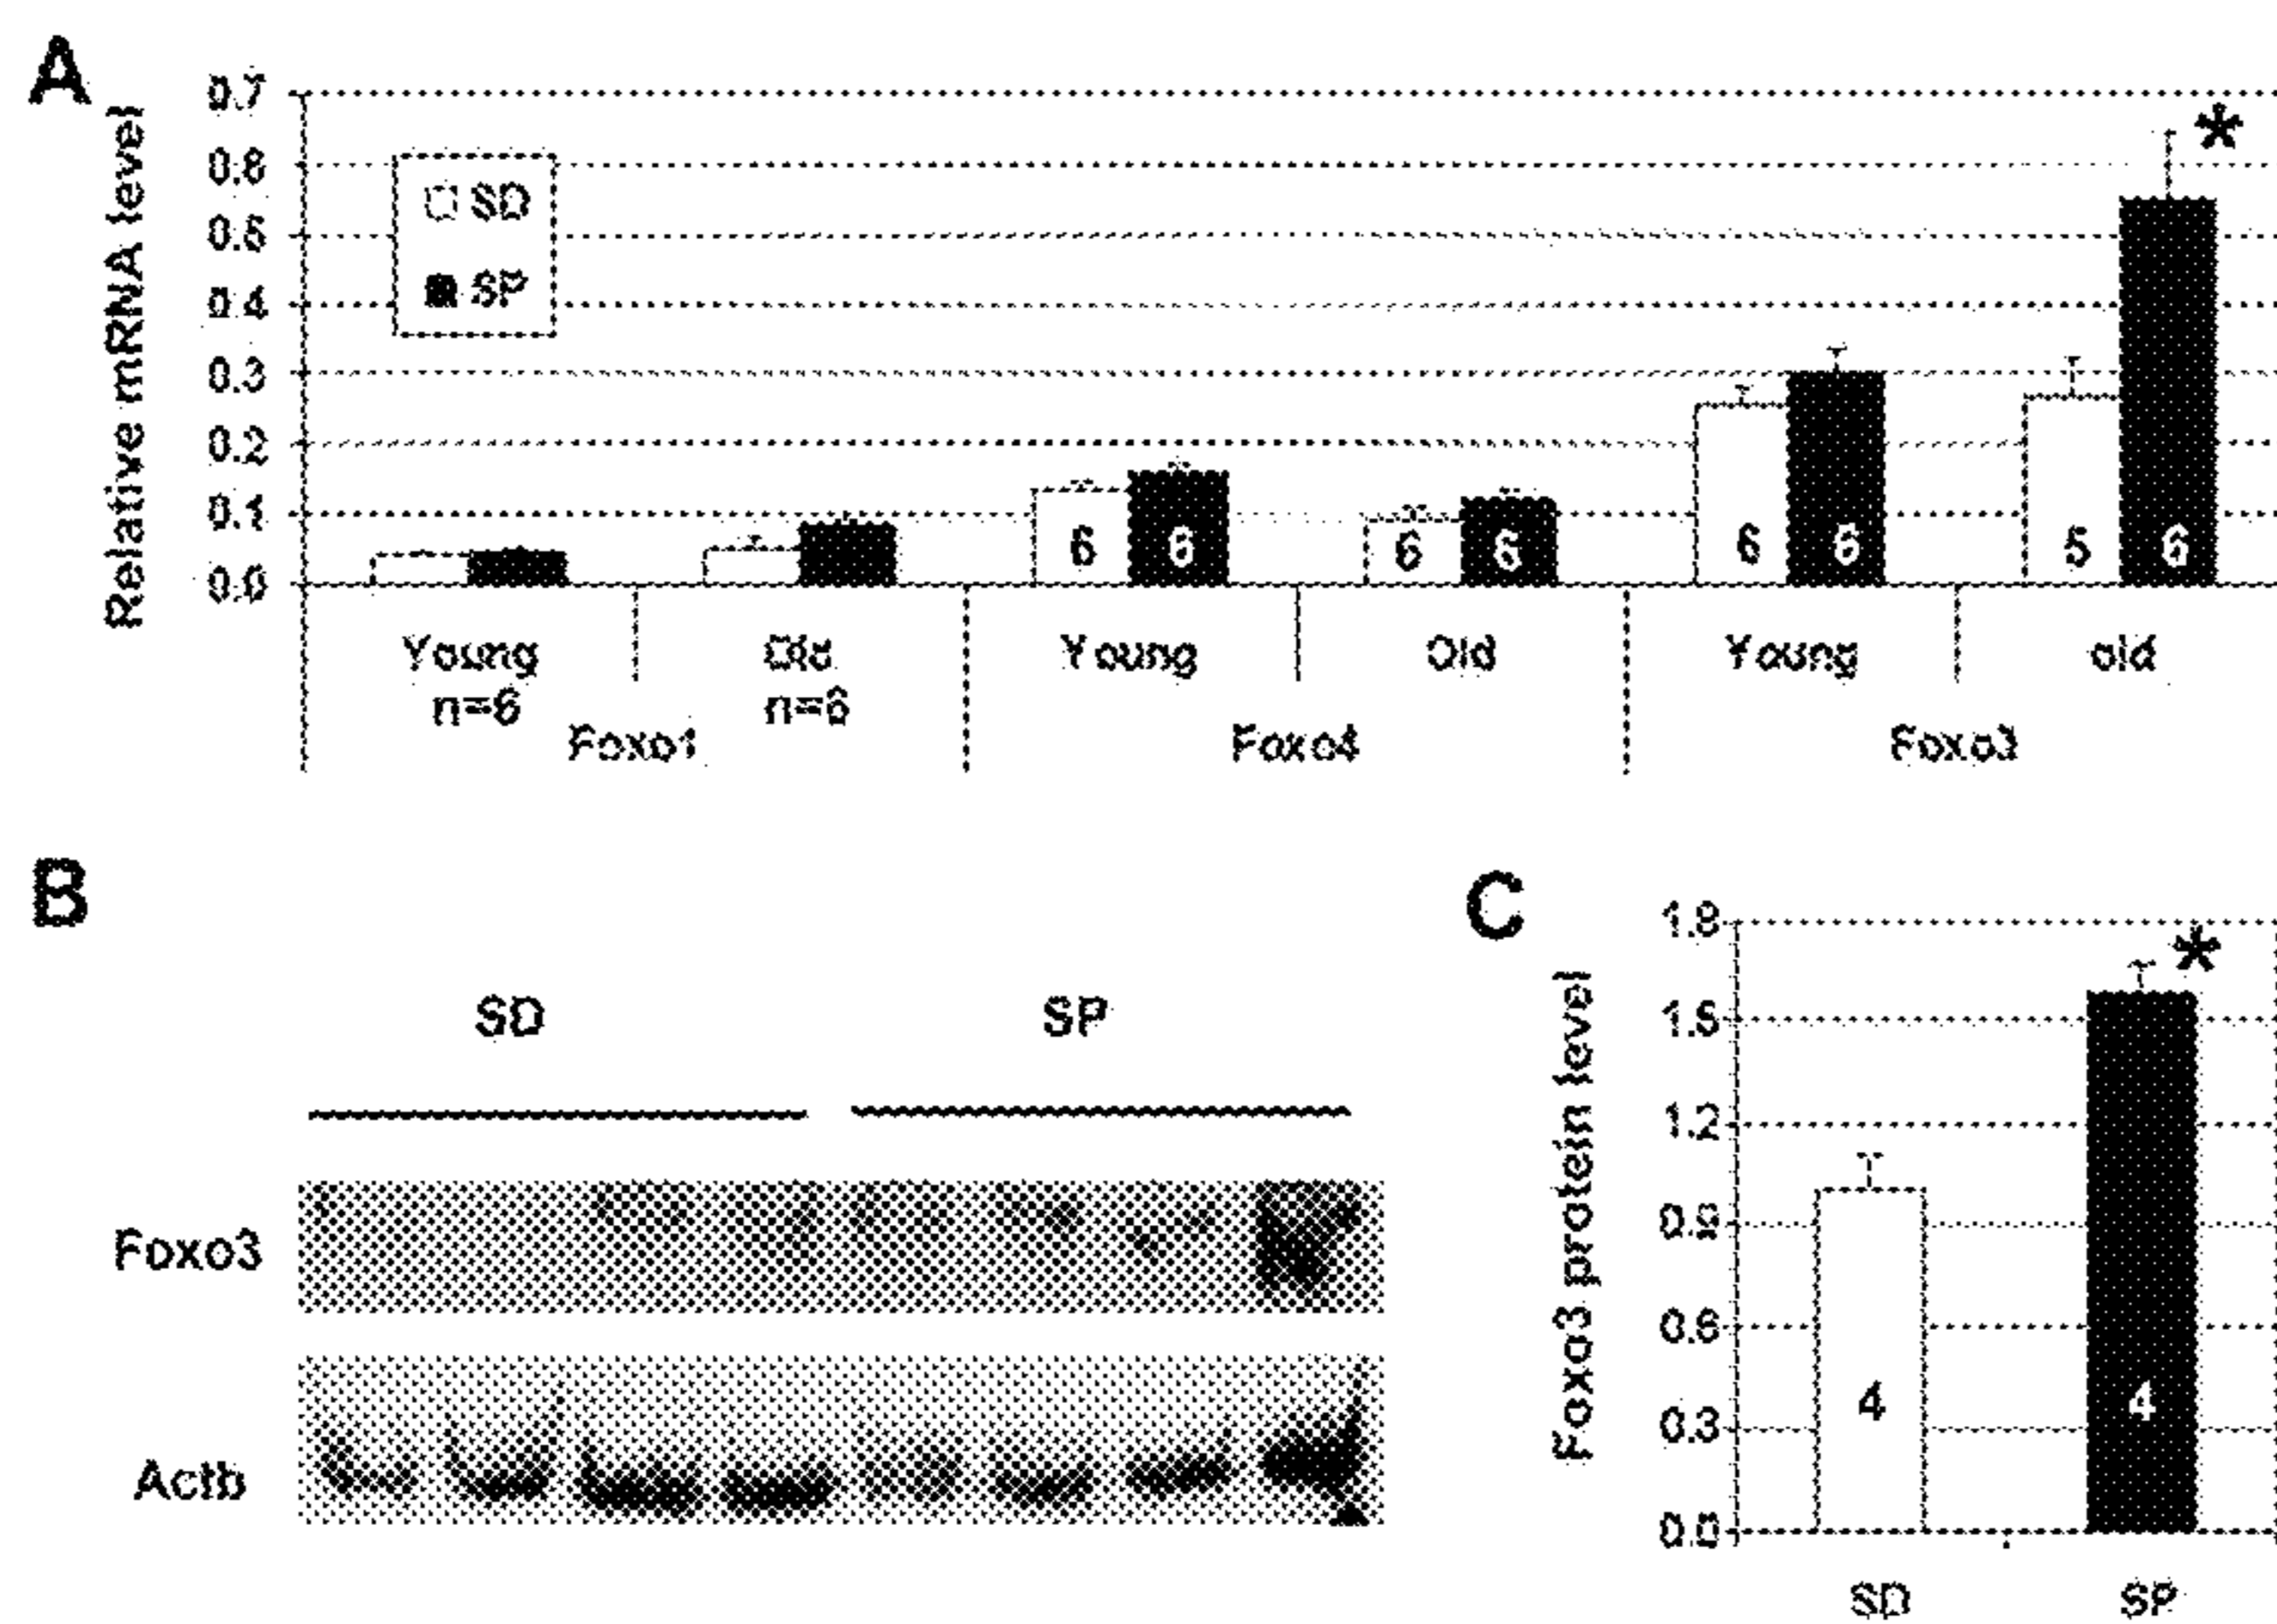 A
Relative mRNA level
0.7
0.6
0.5
0.4
0.3
0.2
0.1
0.0
SD
SP
*
6 6 6 6 6 6 5 6
Young Old Young Old Young old
n=6 n=6
Foxo1 Foxo4 Foxo3
B
SD SP
Foxo3
Actb
C
Foxo3 protein level
1.8
1.5
1.2
0.9
0.6
0.3
0.0
*
4 4
SD SP